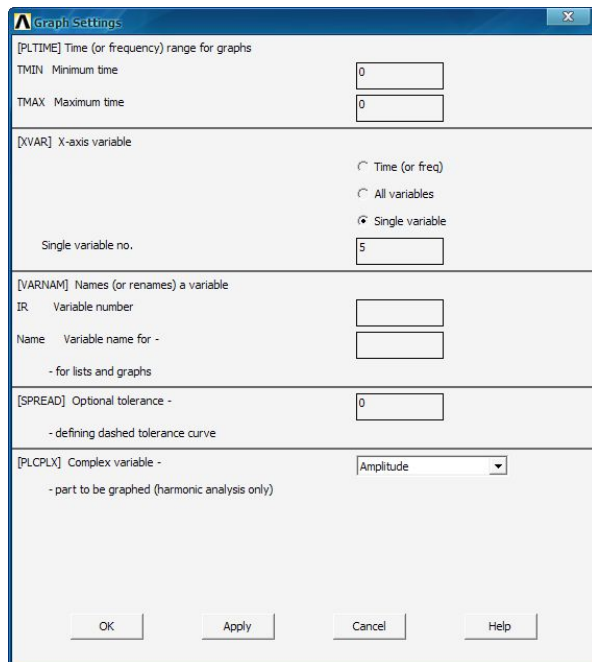 Graph Settings
[PLTIME] Time (or frequency) range for graphs
TMIN Minimum time 0
TMAX Maximum time 0
[XVAR] X-axis variable
Time (or freq)
All variables
Single variable
Single variable no. 5
[VARNAM] Names (or renames) a variable
IR Variable number
Name Variable name for -
- for lists and graphs
[SPREAD] Optional tolerance - 0
- defining dashed tolerance curve
[PLCPLX] Complex variable - Amplitude
- part to be graphed (harmonic analysis only)
OK Apply Cancel Help